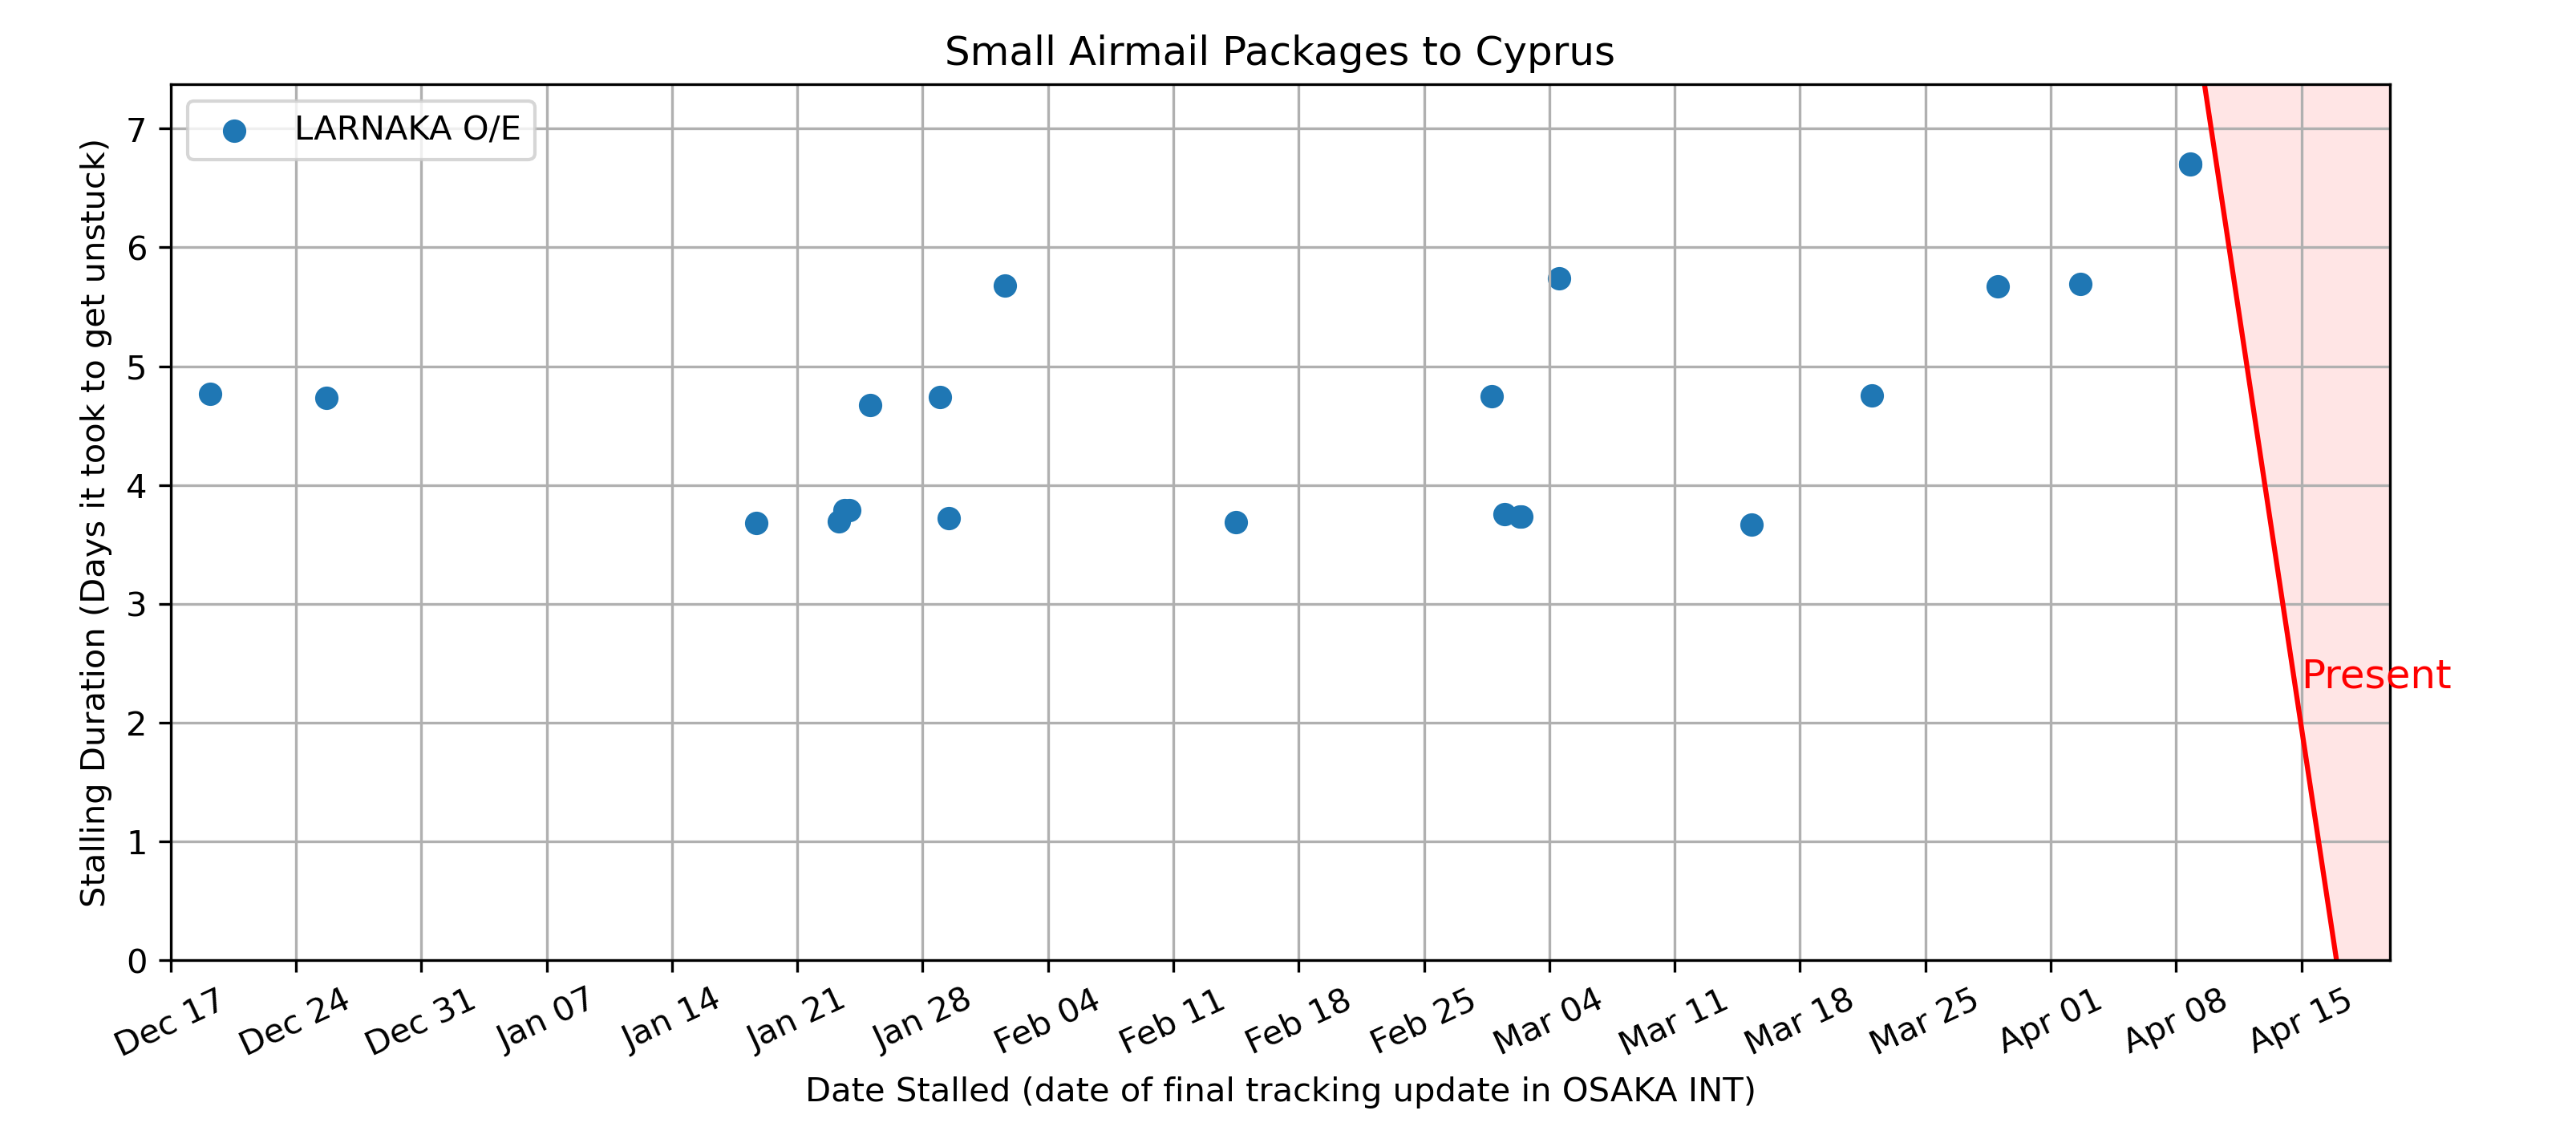 Small Airmail Packages to Cyprus
LARNAKA O/E
Stalling Duration (Days it took to get unstuck)
7
6
5
4
3
2
1
0
Present
Dec 17
Dec 24
Dec 31
Jan 07
Jan 14
Jan 21
Jan 28
Feb 04
Feb 11
Feb 18
Feb 25
Mar 04
Mar 11
Mar 18
Mar 25
Apr 01
Apr 08
Apr 15
Date Stalled (date of final tracking update in OSAKA INT)